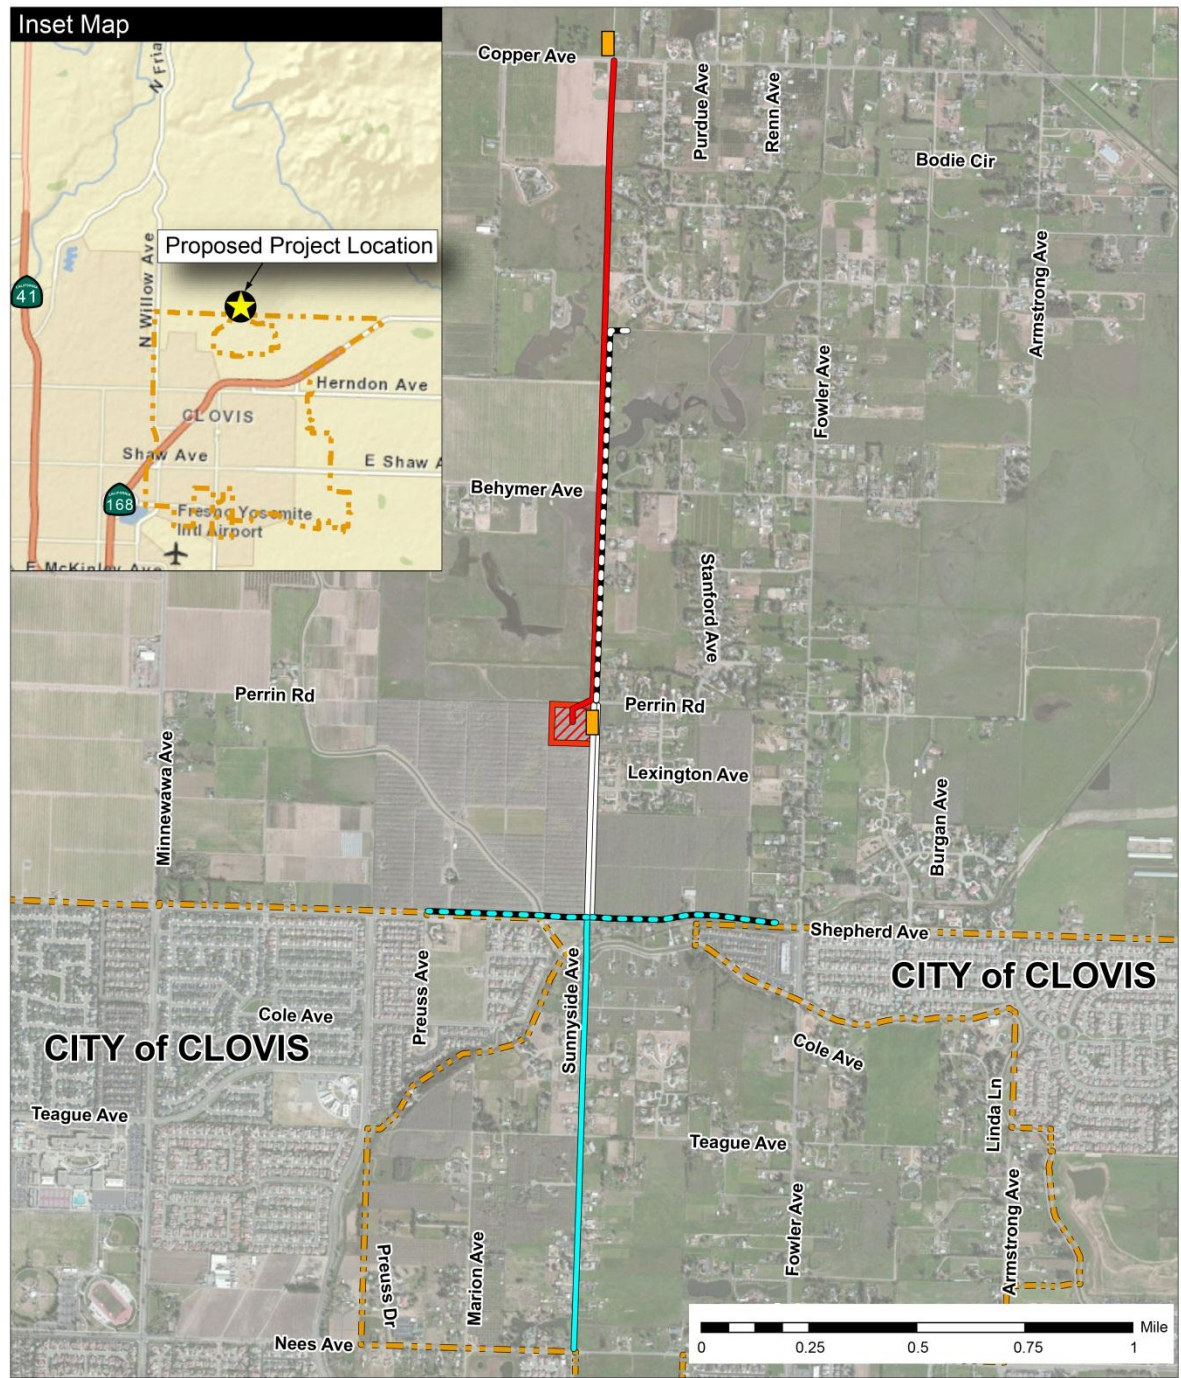 Inset Map
N Fria
Proposed Project Location
N Willow Ave
CALIFORNIA
41
Herndon Ave
CLOVIS
Shaw Ave
E Shaw A
CALIFORNIA
168
Fresno Yosemite
Intl Airport
E McKinley Ave
Copper Ave
Purdue Ave
Renn Ave
Bodie Cir
Armstrong Ave
Fowler Ave
Behymer Ave
Stanford Ave
Perrin Rd
Perrin Rd
Minnewawa Ave
Lexington Ave
Burgan Ave
Shepherd Ave
CITY of CLOVIS
Preuss Ave
Sunnyside Ave
Cole Ave
CITY of CLOVIS
Cole Ave
Teague Ave
Teague Ave
Linda Ln
Armstrong Ave
Fowler Ave
Marion Ave
Preuss Dr
Nees Ave
Mile
0 0.25 0.5 0.75 1